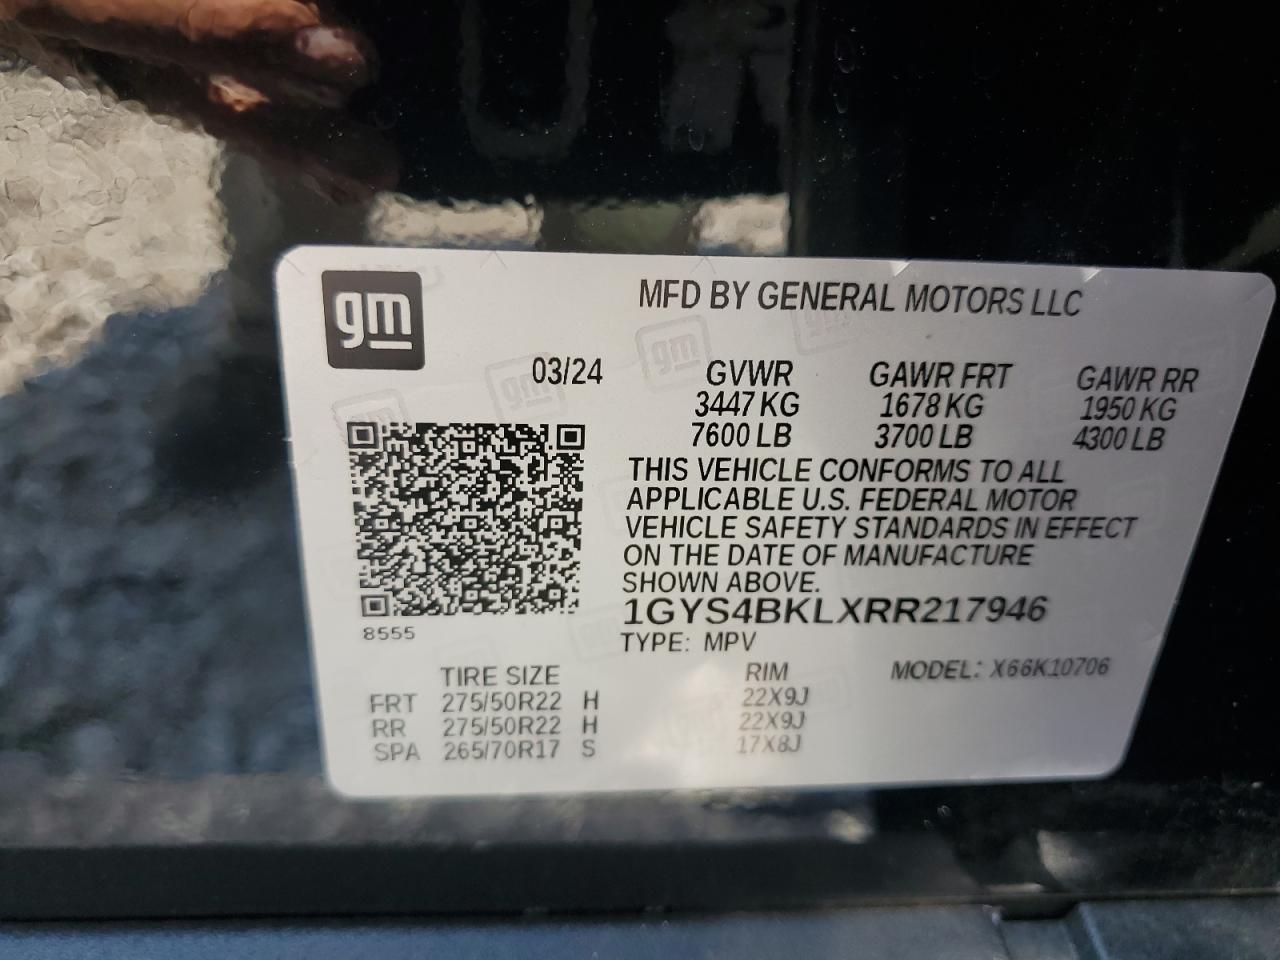 gm
MFD BY GENERAL MOTORS LLC
03/24 GVWR GAWR FRT GAWR RR
3447 KG 1678 KG 1950 KG
7600 LB 3700 LB 4300 LB
THIS VEHICLE CONFORMS TO ALL
APPLICABLE U.S. FEDERAL MOTOR
VEHICLE SAFETY STANDARDS IN EFFECT
ON THE DATE OF MANUFACTURE
SHOWN ABOVE.
1GYS4BKLXRR217946
8555
TYPE: MPV
TIRE SIZE RIM MODEL: X66K10706
FRT 275/50R22 H 22X9J
RR 275/50R22 H 22X9J
SPA 265/70R17 S 17X8J